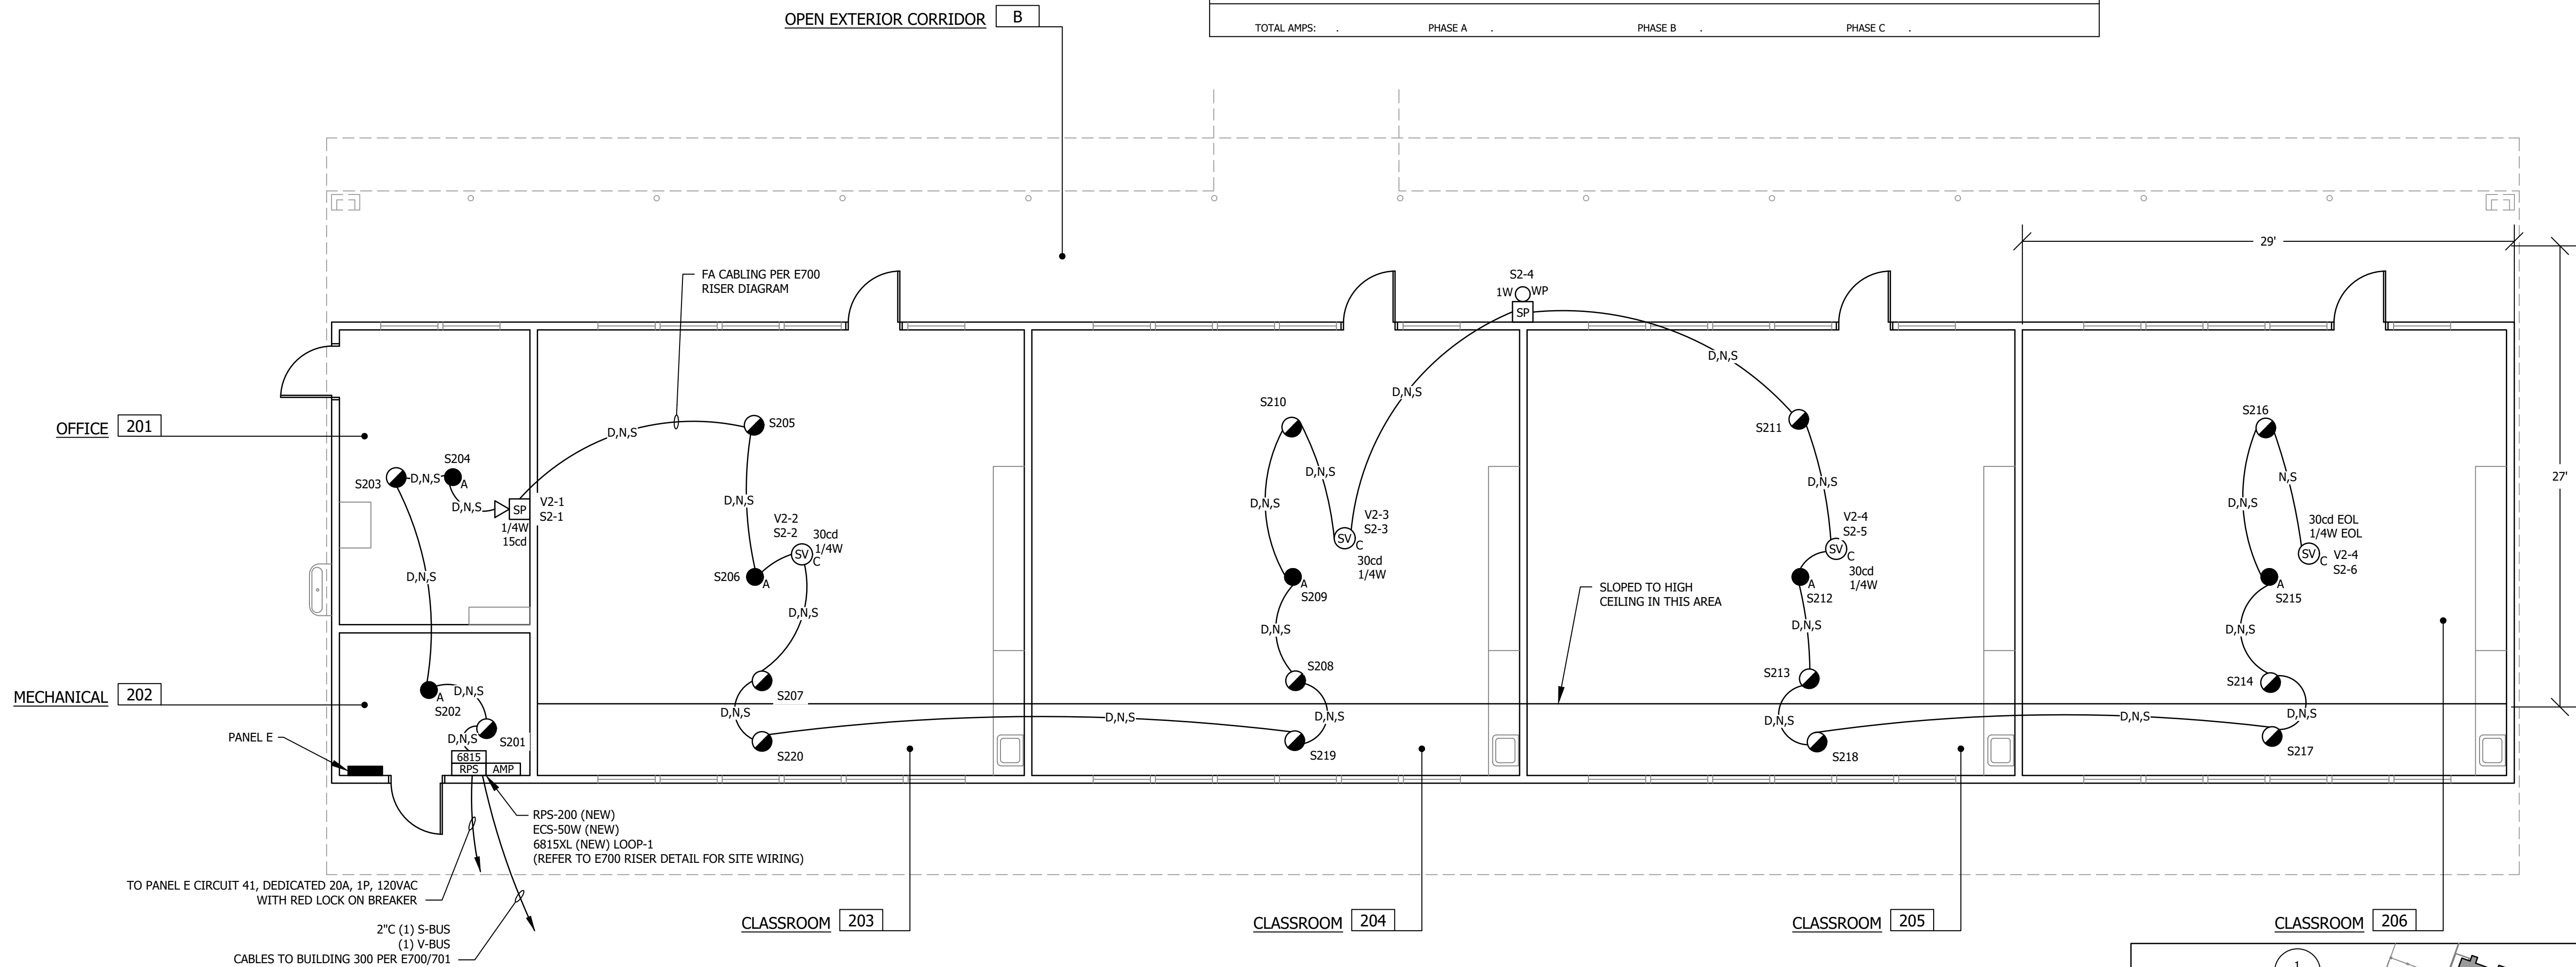 OPEN EXTERIOR CORRIDOR B
TOTAL AMPS: . PHASE A . PHASE B . PHASE C .
29'
27'
FA CABLING PER E700
RISER DIAGRAM
S2-4
1W WP
SP
D,N,S
D,N,S
OFFICE 201
S203
D,N,S
S204
A
D,N,S
SP
V2-1
S2-1
1/4W
15cd
D,N,S
D,N,S
S205
D,N,S
V2-2
S2-2
30cd
1/4W
SV
C
S206
A
D,N,S
S207
D,N,S
S220
D,N,S
S210
D,N,S
D,N,S
V2-3
S2-3
SV
C
30cd
1/4W
A
S209
D,N,S
S208
D,N,S
S219
SLOPED TO HIGH
CEILING IN THIS AREA
S211
D,N,S
V2-4
S2-5
SV
C
30cd
1/4W
A
S212
D,N,S
S213
D,N,S
S218
D,N,S
S216
D,N,S
N,S
30cd EOL
1/4W EOL
SV
C
V2-4
S2-6
A
S215
D,N,S
S214
D,N,S
S217
MECHANICAL 202
A
S202
D,N,S
D,N,S
S201
PANEL E
6815
RPS AMP
RPS-200 (NEW)
ECS-50W (NEW)
6815XL (NEW) LOOP-1
(REFER TO E700 RISER DETAIL FOR SITE WIRING)
TO PANEL E CIRCUIT 41, DEDICATED 20A, 1P, 120VAC
WITH RED LOCK ON BREAKER
2"C (1) S-BUS
(1) V-BUS
CABLES TO BUILDING 300 PER E700/701
CLASSROOM 203
CLASSROOM 204
CLASSROOM 205
CLASSROOM 206
1